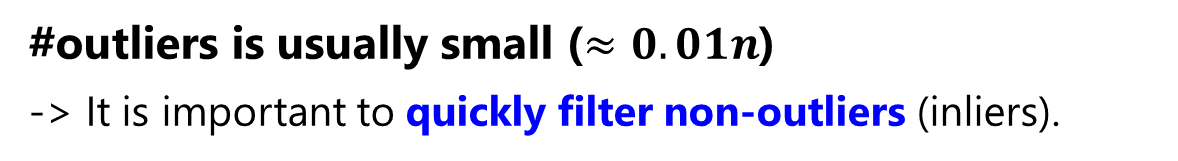 #outliers is usually small (≈ 0.01n)
-> It is important to quickly filter non-outliers (inliers).